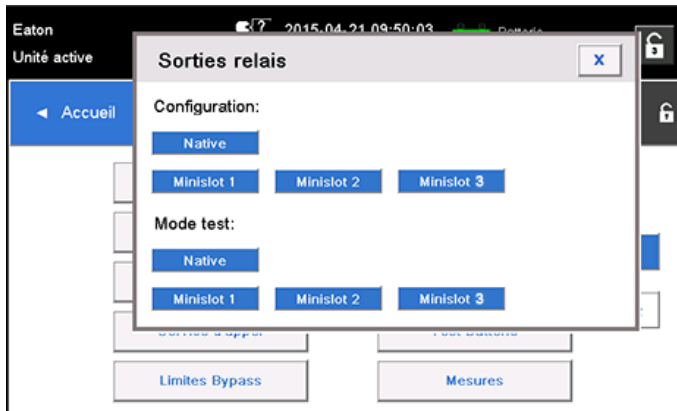 Eaton
2015-04-21 09:50:03
Batterie
Unité active
Sorties relais
X
◄ Accueil
Configuration:
Native
Minislot 1
Minislot 2
Minislot 3
Mode test:
Native
Minislot 1
Minislot 2
Minislot 3
Limites Bypass
Mesures